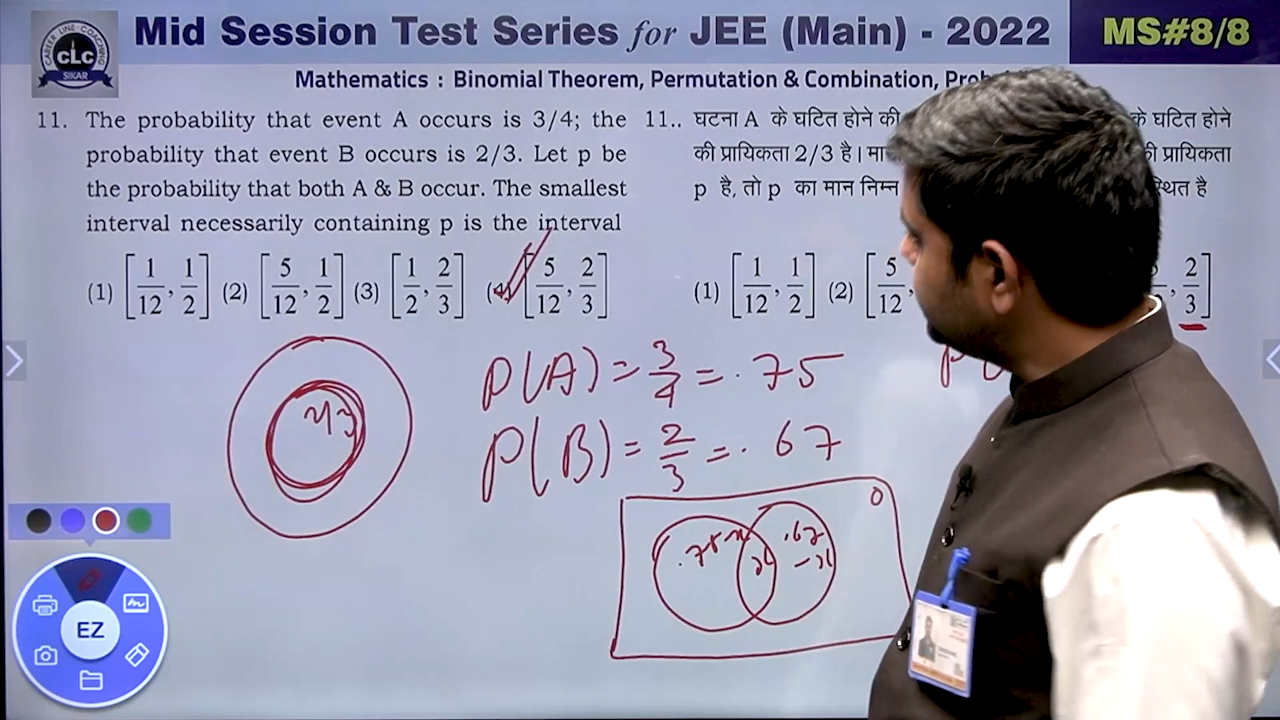 CAREER LINE COACHING
CLC
SIKAR
Mid Session Test Series for JEE (Main) - 2022
MS#8/8
Mathematics : Binomial Theorem, Permutation & Combination,
11. The probability that event A occurs is 3/4; the
probability that event B occurs is 2/3. Let p be
the probability that both A & B occur. The smallest
interval necessarily containing p is the interval
(1) [1/12, 1/2] (2) [5/12, 1/2] (3) [1/2, 2/3] (4) [5/12, 2/3]
11.. घटना A के घटित होने की के घटित होने
की प्रायिकता 2/3 है। की प्रायिकता
p है, तो p का मान निम्न स्थित है
(1) [1/12, 1/2] (2) [5/12, 2/3]
2/3
P(A) = 3/4 = .75
P(B) = 2/3 = .67
0
.75-x
x
.67
-x
EZ